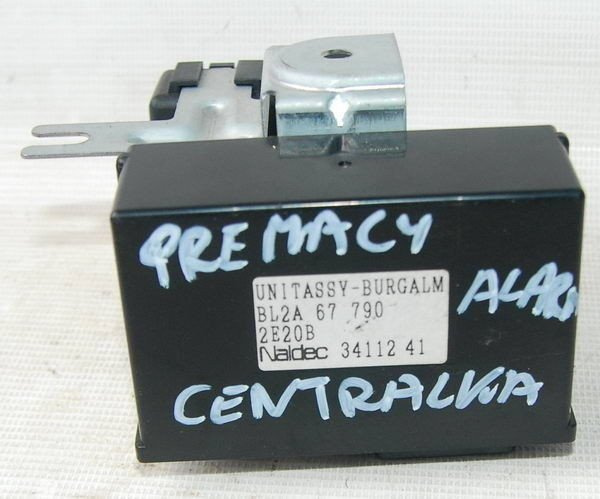 PREMACY
ALARM
UNITASSY-BURGALM
BL2A 67 790
2E20B
Naldec 34112 41
CENTRALKA